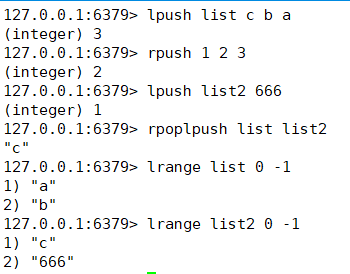 127.0.0.1:6379> lpush list c b a
(integer) 3
127.0.0.1:6379> rpush 1 2 3
(integer) 2
127.0.0.1:6379> lpush list2 666
(integer) 1
127.0.0.1:6379> rpoplpush list list2
"c"
127.0.0.1:6379> lrange list 0 -1
1) "a"
2) "b"
127.0.0.1:6379> lrange list2 0 -1
1) "c"
2) "666"